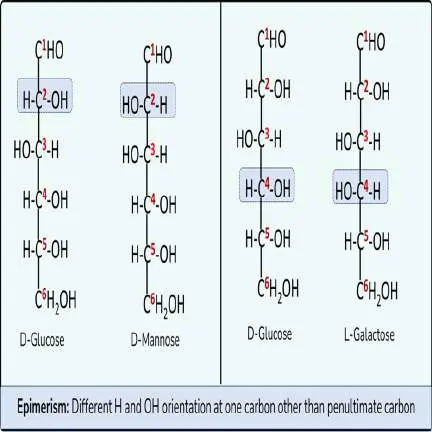 C1HO
H-C2-OH
HO-C3-H
H-C4-OH
H-C5-OH
C6H2OH
D-Glucose
C1HO
HO-C2-H
HO-C3-H
H-C4-OH
H-C5-OH
C6H2OH
D-Mannose
C1HO
H-C2-OH
HO-C3-H
H-C4-OH
H-C5-OH
C6H2OH
D-Glucose
C1HO
H-C2-OH
HO-C3-H
HO-C4-H
H-C5-OH
C6H2OH
L-Galactose
Epimerism: Different H and OH orientation at one carbon other than penultimate carbon